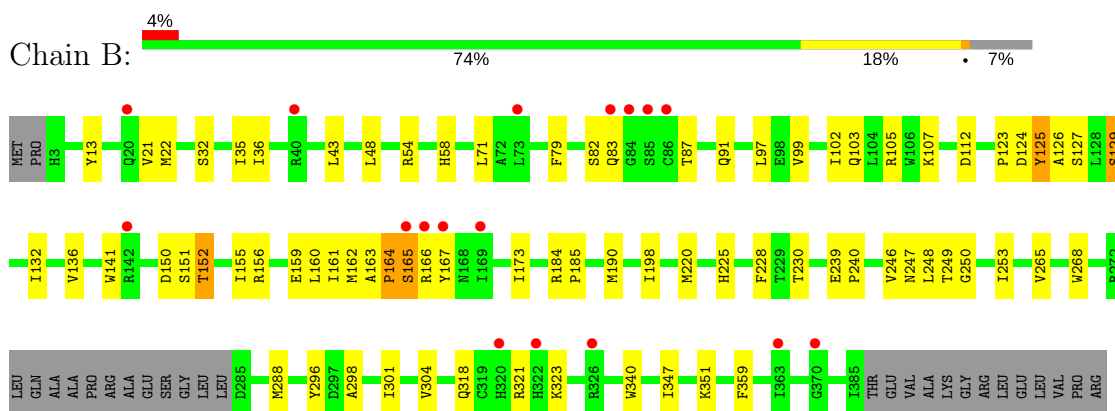 4%
Chain B:
74% 18% • 7%
MET PRO H3 Y13 Q20 V21 M22 S32 I35 I36 R40 L43 L48 R54 H58 L71 A72 L73 F79 S82 Q83 G84 S85 C86 T87 Q91 L97 E98 V99 I102 Q103 L104 R105 W106 K107 D112 P123 D124 Y125 A126 S127 L128
I132 V136 W141 R142 D150 S151 T152 I155 R156 E159 L160 I161 M162 A163 P164 S165 R166 Y167 N168 I169 I173 R184 P185 M190 I198 M220 H225 F228 T229 T230 E239 P240 V246 N247 L248 T249 G250 I253 V265 W268
LEU GLN ALA ALA PRO ARG ALA GLU SER GLY LEU LEU D285 M288 Y296 D297 A298 I301 V304 Q318 C319 H320 R321 H322 K323 R326 W340 I347 K351 F359 I363 G370 I385 THR GLU VAL ALA LYS GLY ARG LEU GLU LEU VAL PRO ARG